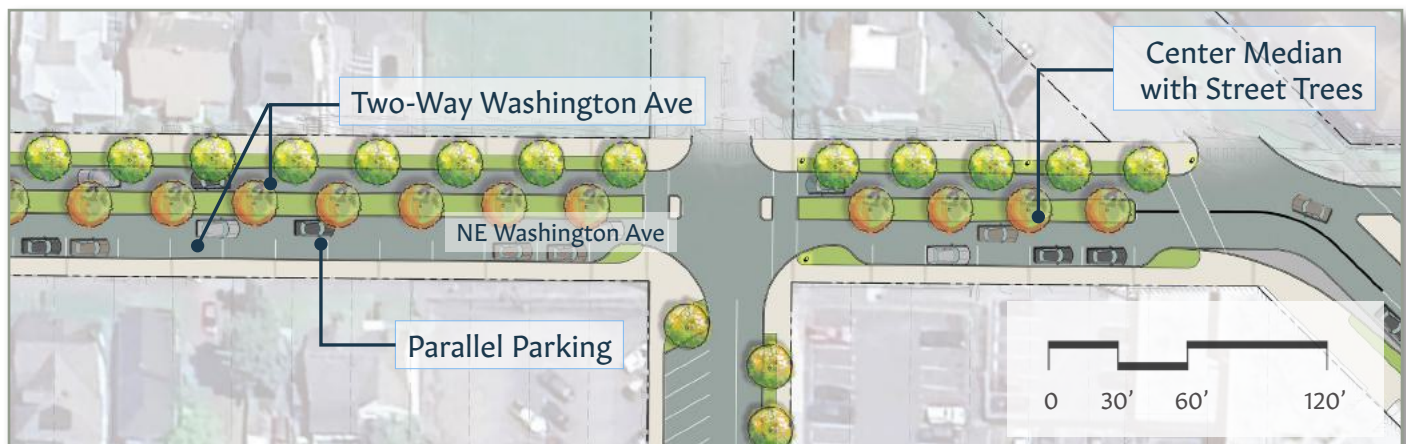 Two-Way Washington Ave
Center Median
with Street Trees
NE Washington Ave
Parallel Parking
0 30’ 60’ 120’